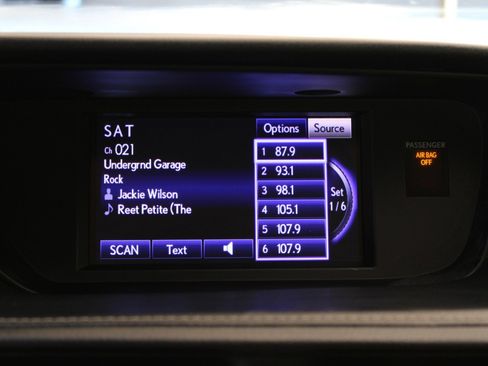 SAT
Options
Source
Ch 021
Undergrnd Garage
Rock
Jackie Wilson
Reet Petite (The
1 87.9
2 93.1
3 98.1
4 105.1
5 107.9
6 107.9
Set
1/6
SCAN
Text
PASSENGER
AIR BAG
OFF